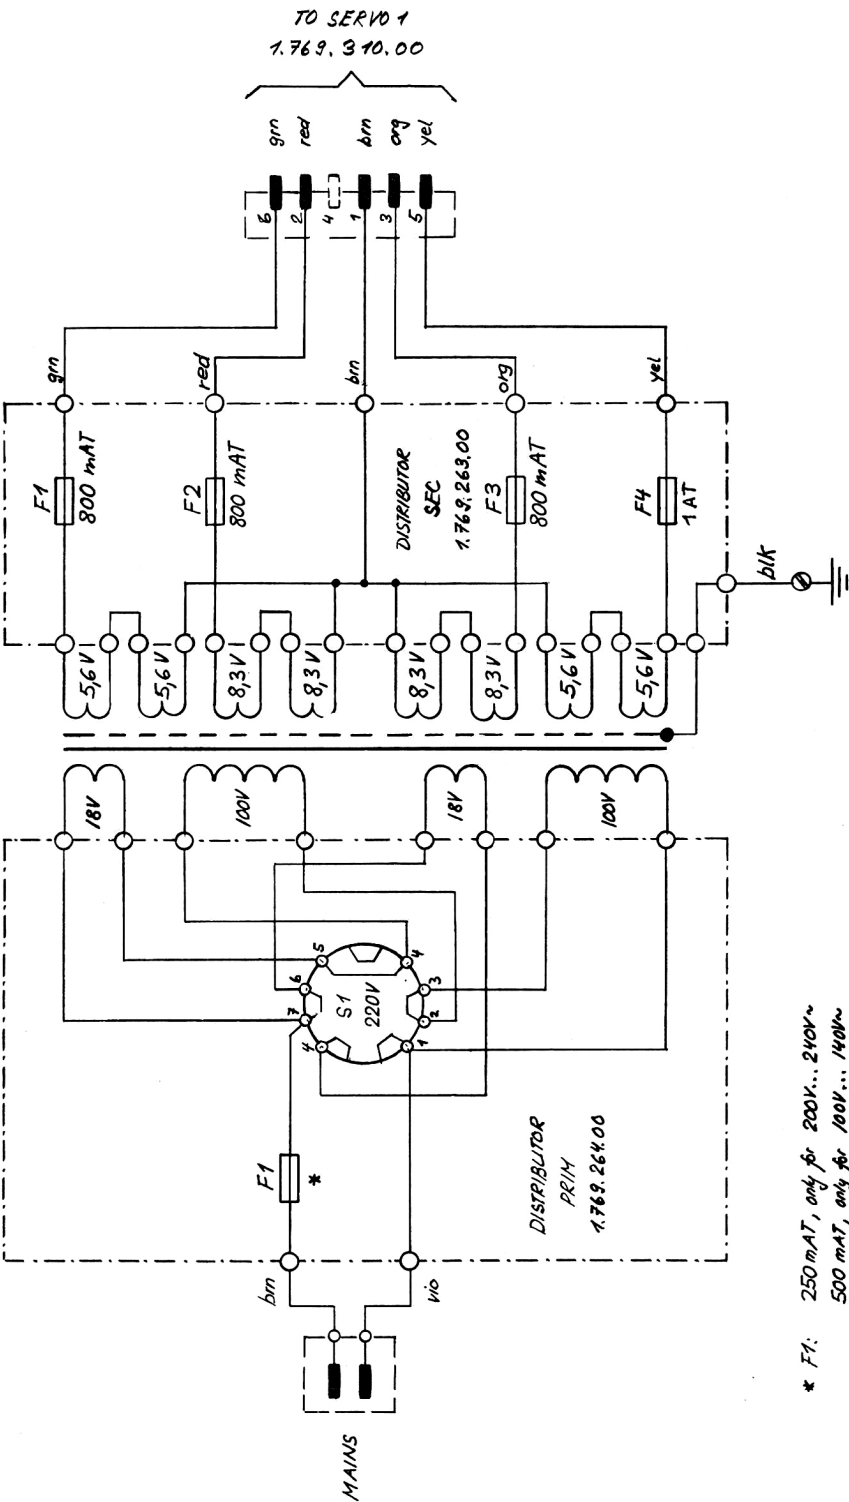 TO SERVO 1
1.769.310.00
grn
red
brn
org
yel
6
2
4
1
3
5
grn
red
brn
org
yel
F1
800 mAT
F2
800 mAT
DISTRIBUTOR
SEC
1.769.263.00
F3
800 mAT
F4
1 AT
blk
5,6V
5,6V
8,3V
8,3V
8,3V
8,3V
5,6V
5,6V
18V
100V
18V
100V
5
4
6
3
7
2
4
1
S1
220V
F1
*
DISTRIBUTOR
PRIM
1.769.264.00
brn
vio
MAINS
* F1: 250 mAT, only for 200V... 240V~
500 mAT, only for 100V... 140V~